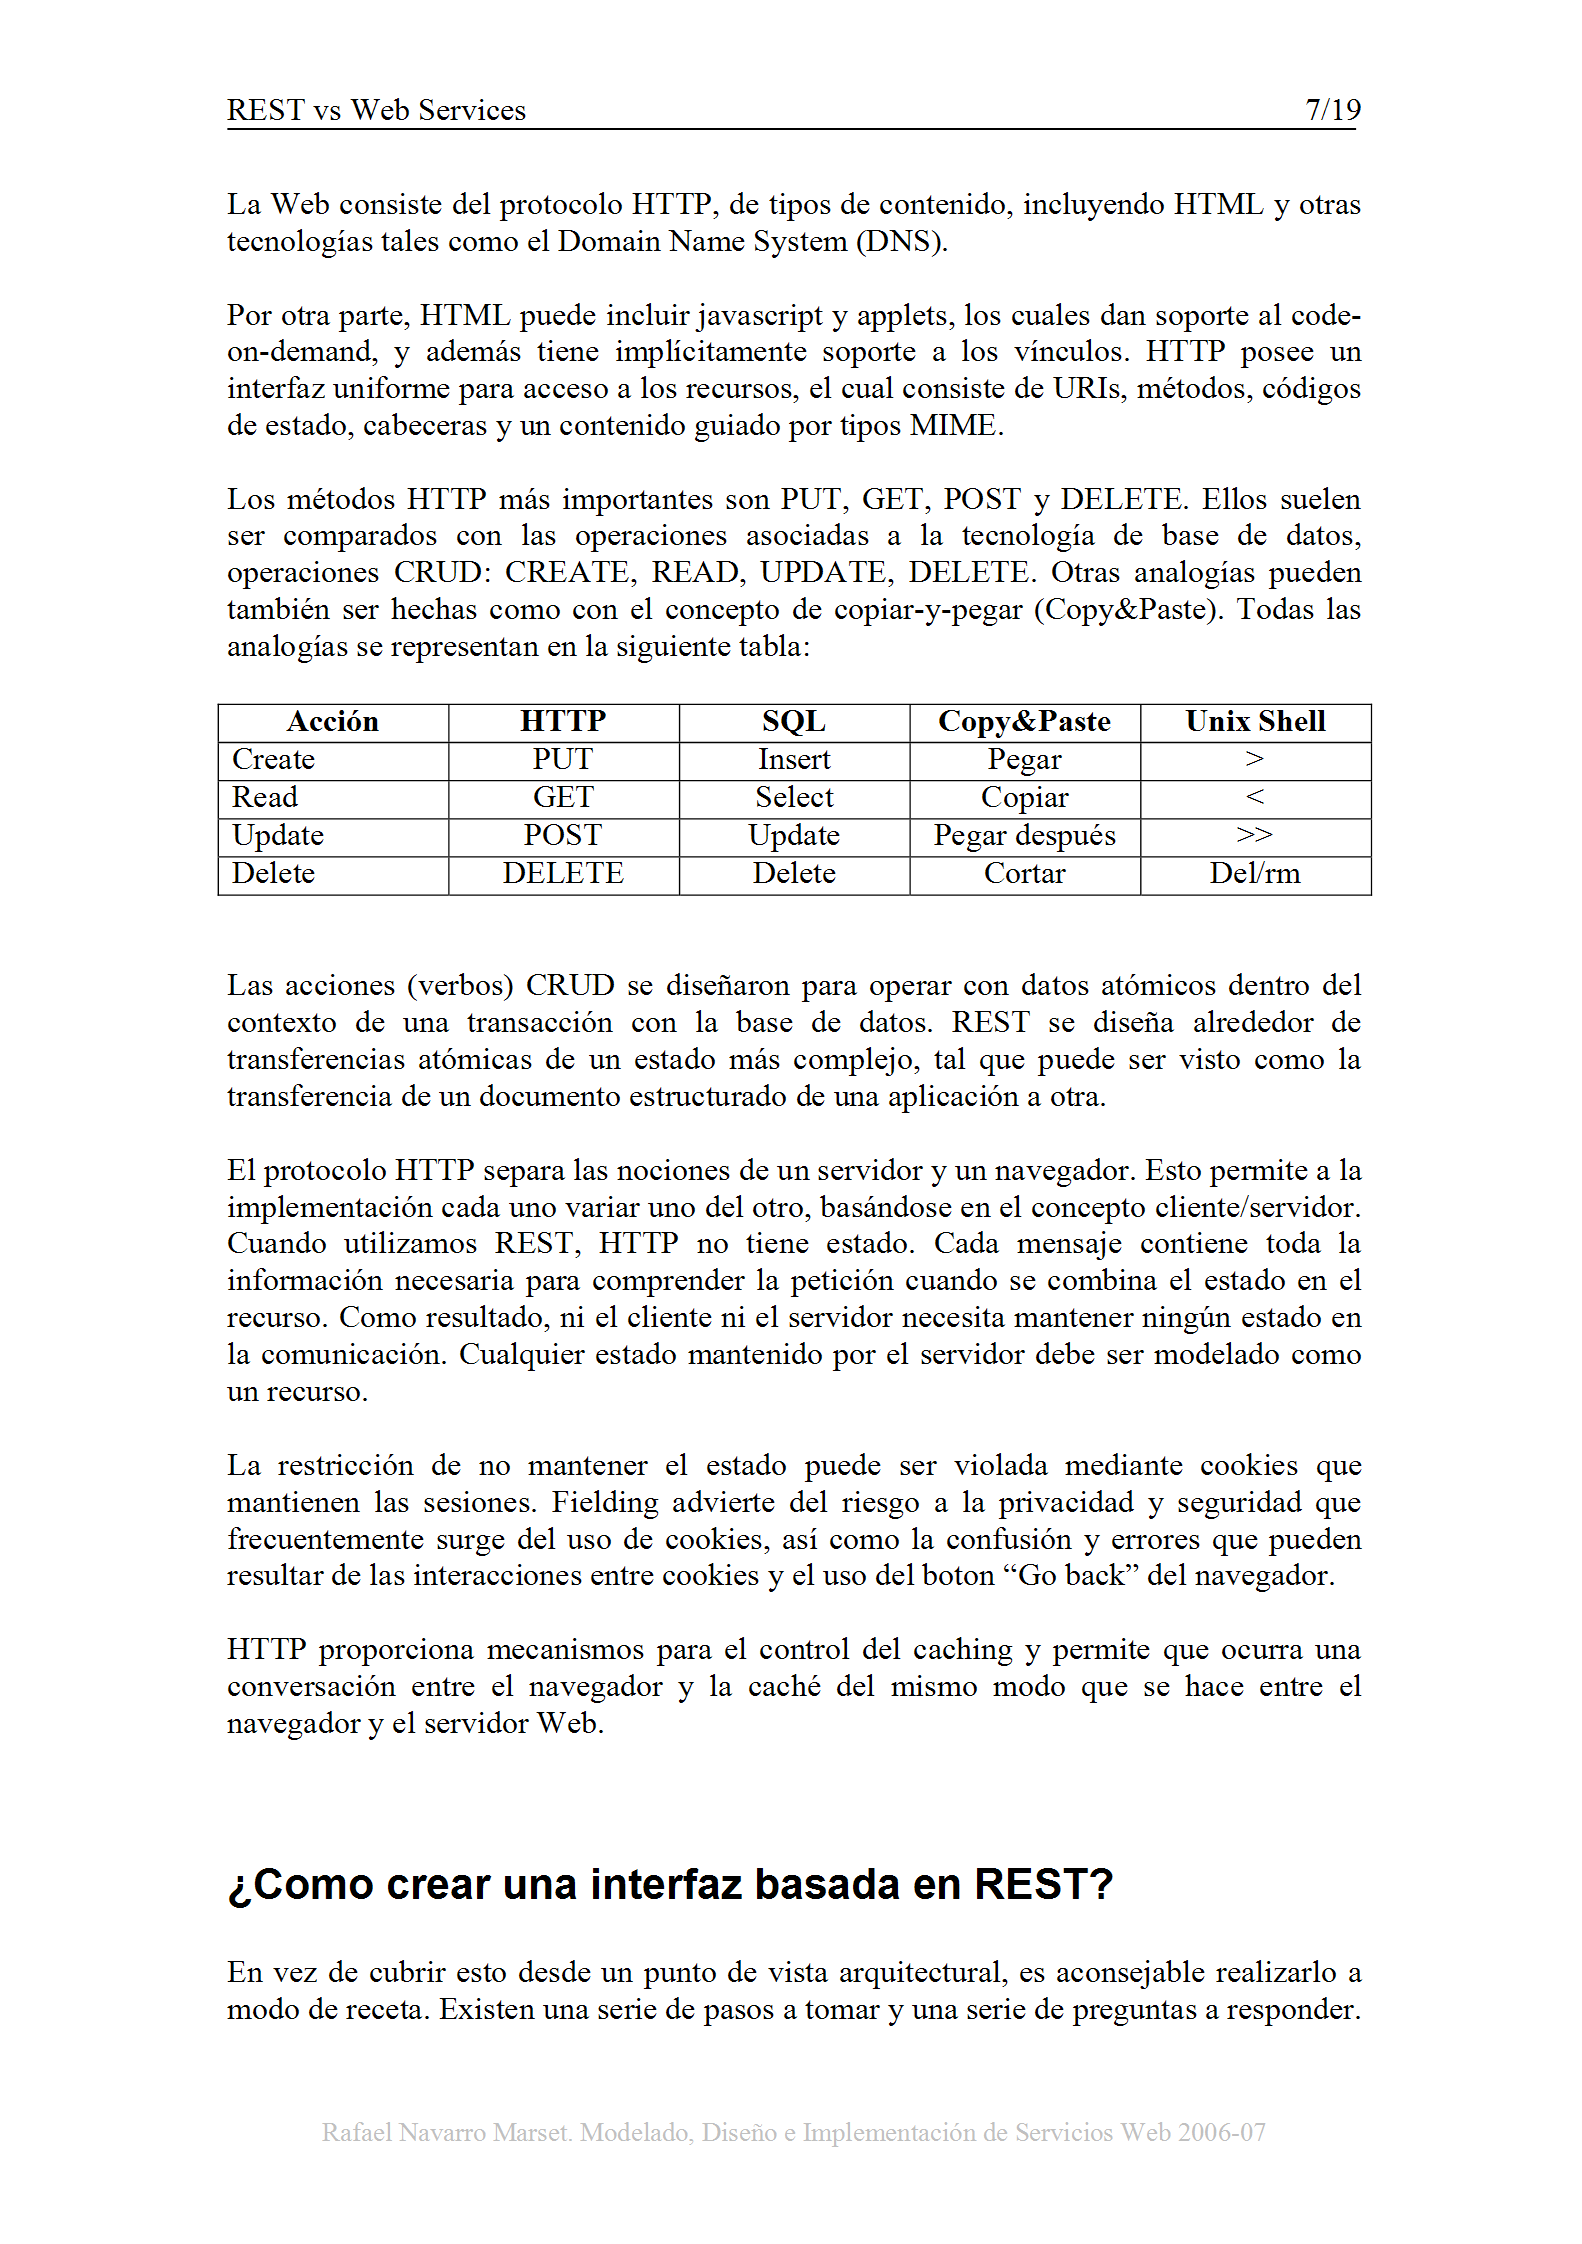 REST vs Web Services 7/19
La Web consiste del protocolo HTTP, de tipos de contenido, incluyendo HTML y otras
tecnologías tales como el Domain Name System (DNS).
Por otra parte, HTML puede incluir javascript y applets, los cuales dan soporte al code-
on-demand, y además tiene implícitamente soporte a los vínculos. HTTP posee un
interfaz uniforme para acceso a los recursos, el cual consiste de URIs, métodos, códigos
de estado, cabeceras y un contenido guiado por tipos MIME.
Los métodos HTTP más importantes son PUT, GET, POST y DELETE. Ellos suelen
ser comparados con las operaciones asociadas a la tecnología de base de datos,
operaciones CRUD: CREATE, READ, UPDATE, DELETE. Otras analogías pueden
también ser hechas como con el concepto de copiar-y-pegar (Copy&Paste). Todas las
analogías se representan en la siguiente tabla:
Acción HTTP SQL Copy&Paste Unix Shell
Create PUT Insert Pegar >
Read GET Select Copiar <
Update POST Update Pegar después >>
Delete DELETE Delete Cortar Del/rm
Las acciones (verbos) CRUD se diseñaron para operar con datos atómicos dentro del
contexto de una transacción con la base de datos. REST se diseña alrededor de
transferencias atómicas de un estado más complejo, tal que puede ser visto como la
transferencia de un documento estructurado de una aplicación a otra.
El protocolo HTTP separa las nociones de un servidor y un navegador. Esto permite a la
implementación cada uno variar uno del otro, basándose en el concepto cliente/servidor.
Cuando utilizamos REST, HTTP no tiene estado. Cada mensaje contiene toda la
información necesaria para comprender la petición cuando se combina el estado en el
recurso. Como resultado, ni el cliente ni el servidor necesita mantener ningún estado en
la comunicación. Cualquier estado mantenido por el servidor debe ser modelado como
un recurso.
La restricción de no mantener el estado puede ser violada mediante cookies que
mantienen las sesiones. Fielding advierte del riesgo a la privacidad y seguridad que
frecuentemente surge del uso de cookies, así como la confusión y errores que pueden
resultar de las interacciones entre cookies y el uso del boton “Go back” del navegador.
HTTP proporciona mecanismos para el control del caching y permite que ocurra una
conversación entre el navegador y la caché del mismo modo que se hace entre el
navegador y el servidor Web.
¿Como crear una interfaz basada en REST?
En vez de cubrir esto desde un punto de vista arquitectural, es aconsejable realizarlo a
modo de receta. Existen una serie de pasos a tomar y una serie de preguntas a responder.
Rafael Navarro Marset. Modelado, Diseño e Implementación de Servicios Web 2006-07